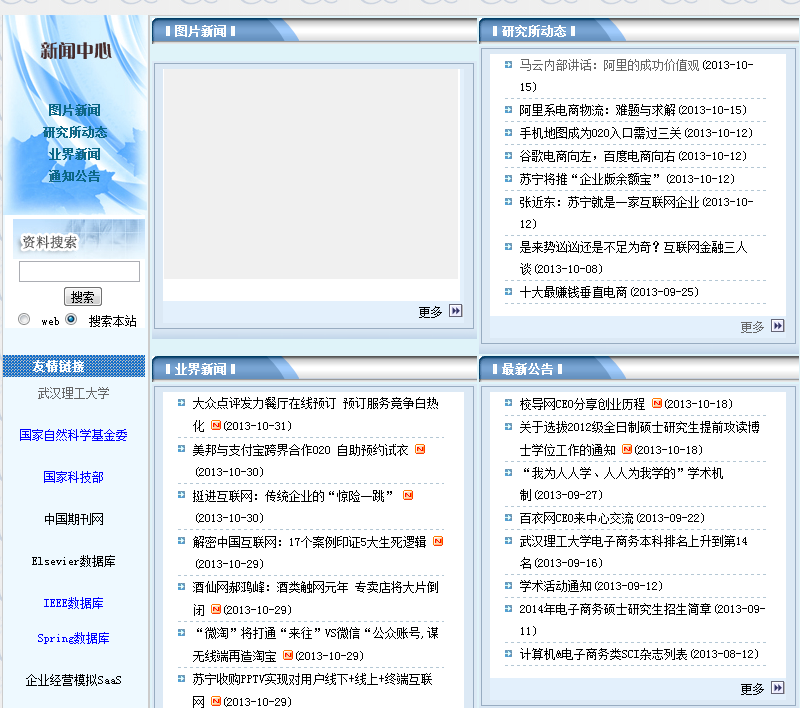 新闻中心
图片新闻
研究所动态
业界新闻
通知公告
资料搜索
搜索
web 搜索本站
友情链接
武汉理工大学
国家自然科学基金委
国家科技部
中国期刊网
Elsevier数据库
IEEE数据库
Spring数据库
企业经营模拟SaaS
图片新闻
更多
研究所动态
马云内部讲话：阿里的成功价值观 (2013-10-
15)
阿里系电商物流：难题与求解 (2013-10-15)
手机地图成为O2O入口需过三关 (2013-10-12)
谷歌电商向左，百度电商向右 (2013-10-12)
苏宁将推“企业版余额宝” (2013-10-12)
张近东：苏宁就是一家互联网企业 (2013-10-
12)
是来势汹汹还是不足为奇？互联网金融三人
谈 (2013-10-08)
十大最赚钱垂直电商 (2013-09-25)
更多
业界新闻
大众点评发力餐厅在线预订 预订服务竞争白热
化 N (2013-10-31)
美邦与支付宝跨界合作O2O 自助预约试衣 N
(2013-10-30)
挺进互联网：传统企业的“惊险一跳” N
(2013-10-30)
解密中国互联网：17个案例印证5大生死逻辑 N
(2013-10-29)
酒仙网郝鸿峰：酒类触网元年 专卖店将大片倒
闭 N (2013-10-29)
“微淘”将打通“来往”VS微信“公众账号,谋
无线端再造淘宝 N (2013-10-29)
苏宁收购PPTV实现对用户线下+线上+终端互联
网 N (2013-10-29)
最新公告
校导网CEO分享创业历程 N (2013-10-18)
关于选拔2012级全日制硕士研究生提前攻读博
士学位工作的通知 N (2013-10-18)
“我为人人学、人人为我学的”学术机
制 (2013-09-27)
百衣网CEO来中心交流 (2013-09-22)
武汉理工大学电子商务本科排名上升到第14
名 (2013-09-16)
学术活动通知 (2013-09-12)
2014年电子商务硕士研究生招生简章 (2013-09-
11)
计算机&电子商务类SCI杂志列表 (2013-08-12)
更多